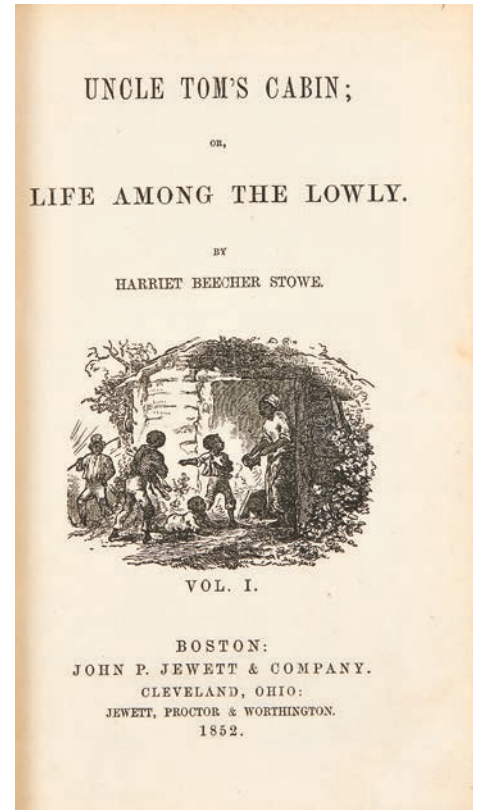 UNCLE TOM'S CABIN;
OR,
LIFE AMONG THE LOWLY.
BY
HARRIET BEECHER STOWE.
VOL. I.
BOSTON:
JOHN P. JEWETT & COMPANY.
CLEVELAND, OHIO:
JEWETT, PROCTOR & WORTHINGTON.
1852.